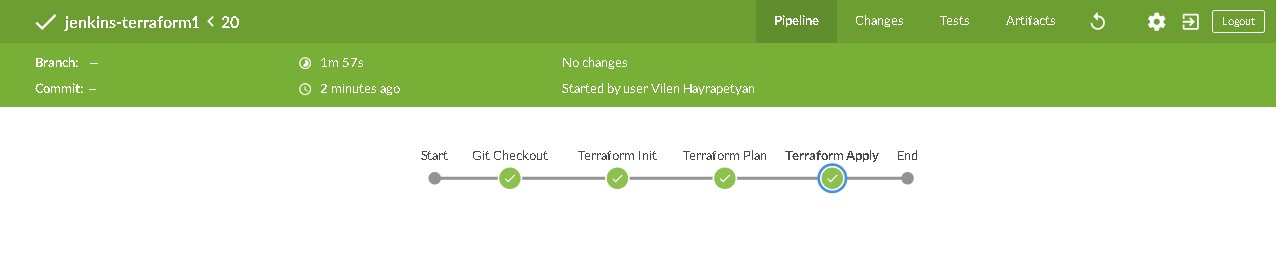 jenkins-terraform1 < 20
Pipeline
Changes
Tests
Artifacts
Logout
Branch: —
1m 57s
No changes
Commit: —
2 minutes ago
Started by user Vilen Hayrapetyan
Start
Git Checkout
Terraform Init
Terraform Plan
Terraform Apply
End